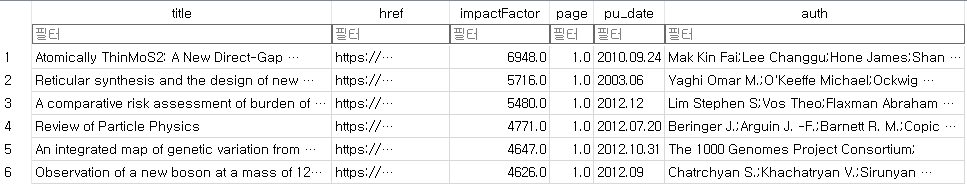 title href impactFactor page pu_date auth
필터 필터 필터 필터 필터 필터
1 Atomically ThinMoS2: A New Direct-Gap … https://… 6948.0 1.0 2010.09.24 Mak Kin Fai;Lee Changgu;Hone James;Shan …
2 Reticular synthesis and the design of new … https://… 5716.0 1.0 2003.06 Yaghi Omar M.;O'Keeffe Michael;Ockwig …
3 A comparative risk assessment of burden of … https://… 5480.0 1.0 2012.12 Lim Stephen S;Vos Theo;Flaxman Abraham …
4 Review of Particle Physics https://… 4771.0 1.0 2012.07.20 Beringer J.;Arguin J. -F.;Barnett R. M.;Copic …
5 An integrated map of genetic variation from … https://… 4647.0 1.0 2012.10.31 The 1000 Genomes Project Consortium;
6 Observation of a new boson at a mass of 12… https://… 4626.0 1.0 2012.09 Chatrchyan S.;Khachatryan V.;Sirunyan …